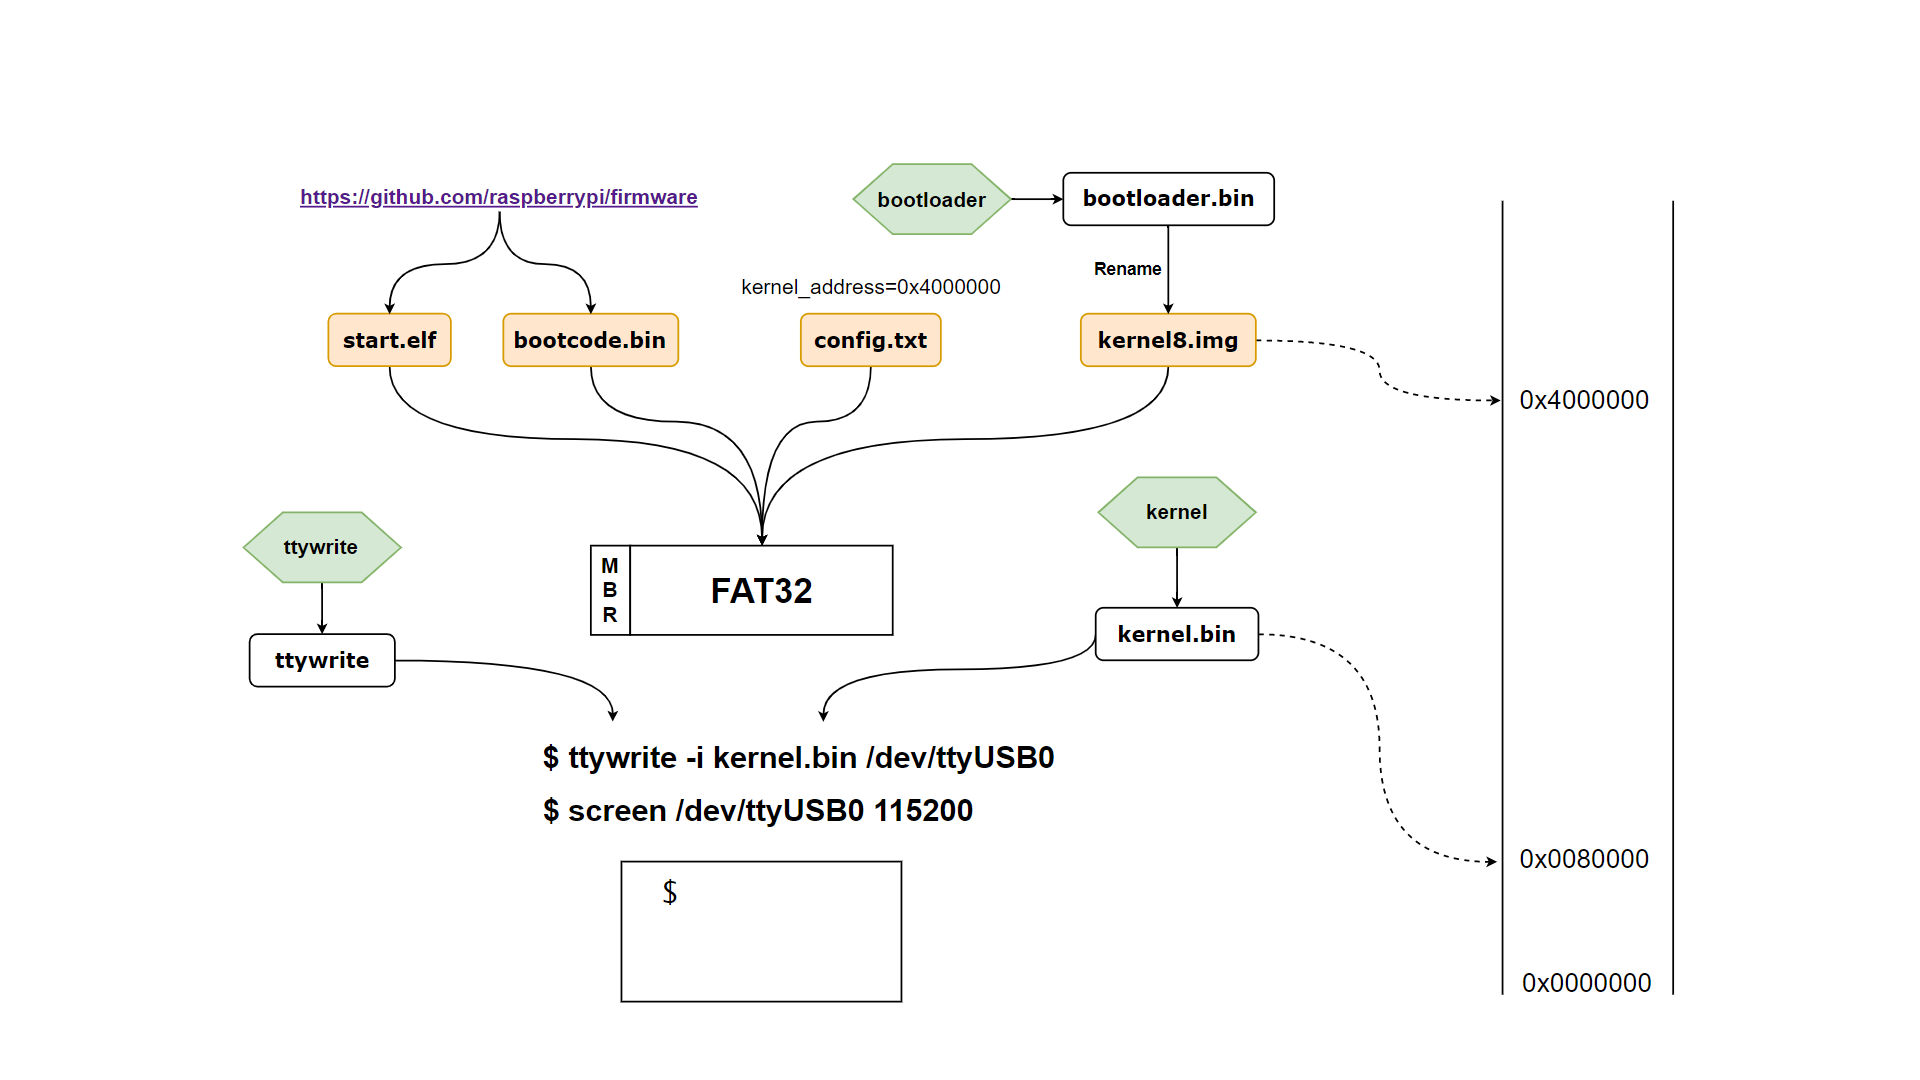 https://github.com/raspberrypi/firmware
bootloader
bootloader.bin
Rename
kernel_address=0x4000000
start.elf
bootcode.bin
config.txt
kernel8.img
0x4000000
kernel
ttywrite
M
B
R
FAT32
kernel.bin
ttywrite
$ ttywrite -i kernel.bin /dev/ttyUSB0
$ screen /dev/ttyUSB0 115200
0x0080000
$
0x0000000